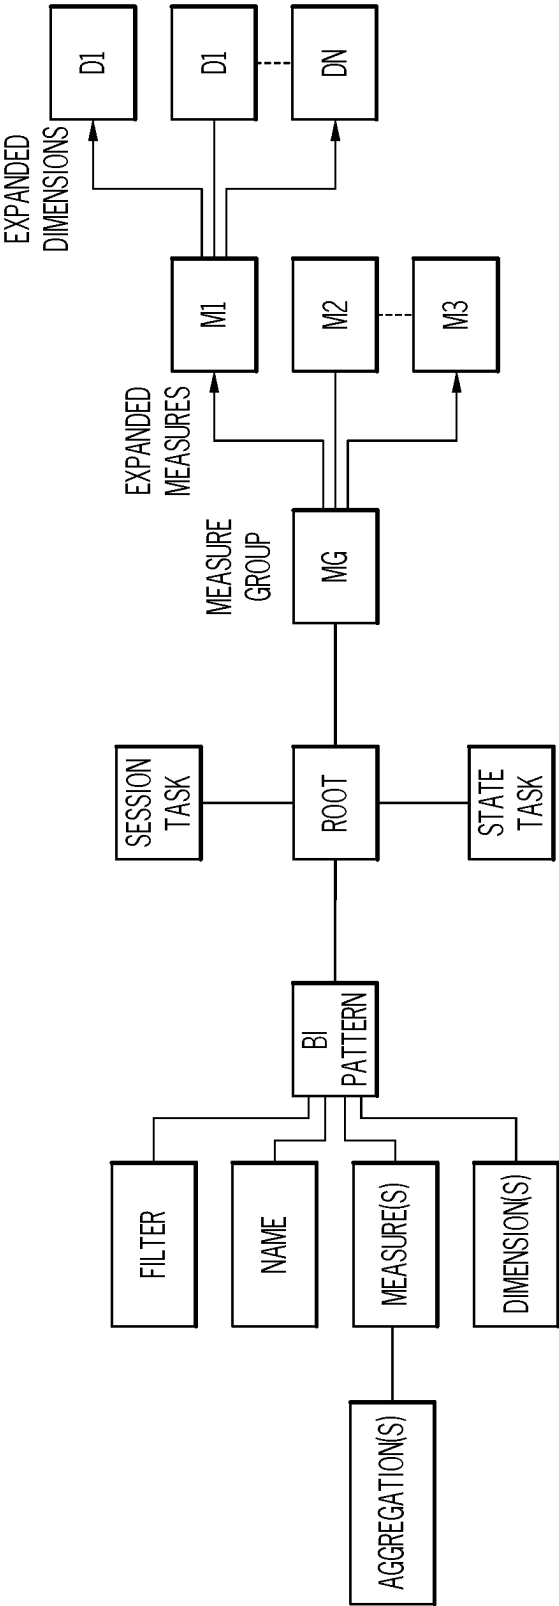 AGGREGATION(S)
FILTER
NAME
MEASURE(S)
DIMENSION(S)
BI
PATTERN
SESSION
TASK
ROOT
STATE
TASK
MEASURE
GROUP
MG
EXPANDED
MEASURES
M1
M2
M3
EXPANDED
DIMENSIONS
D1
D1
DN